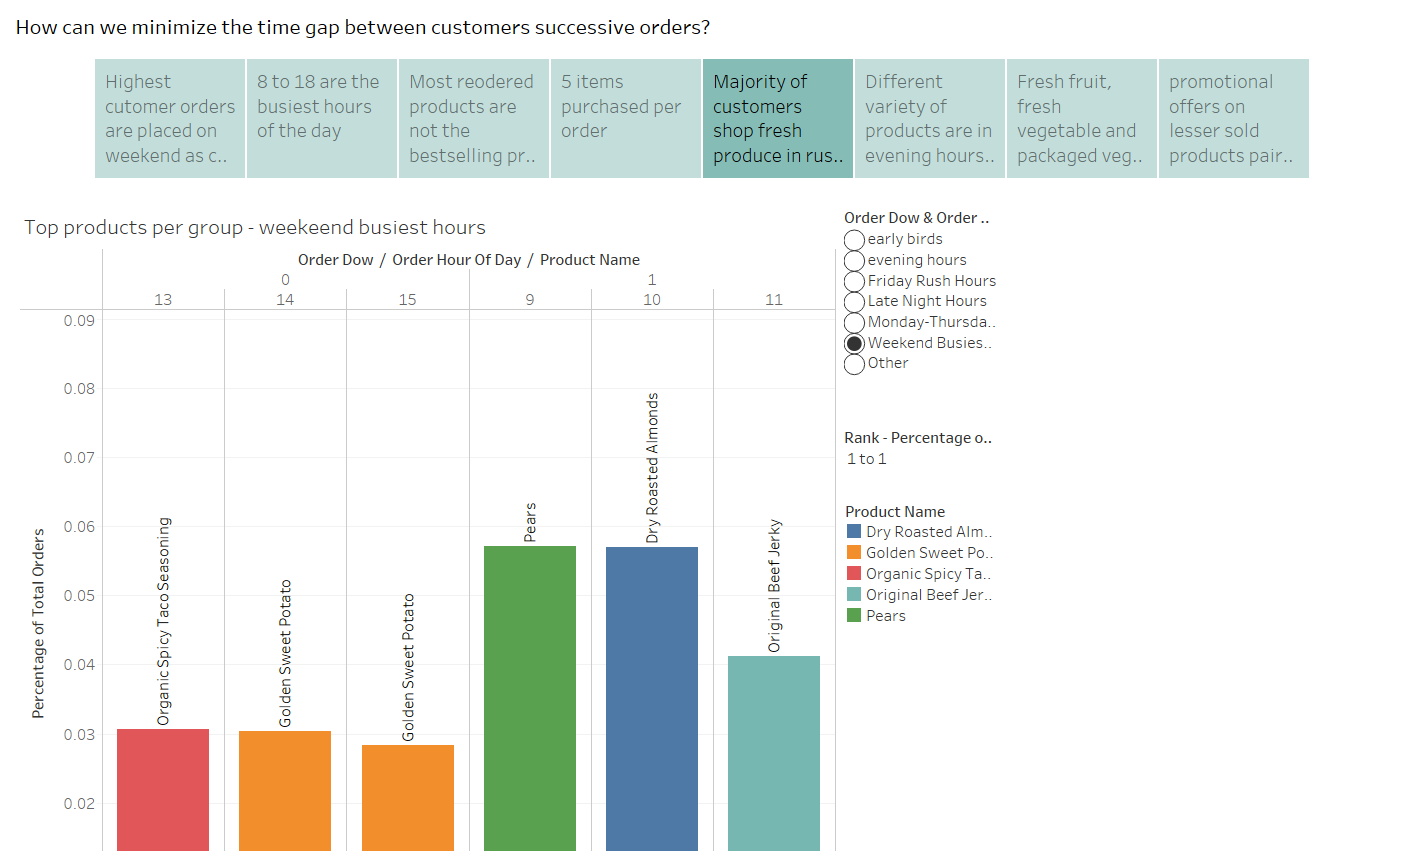 How can we minimize the time gap between customers successive orders?
Highest
cutomer orders
are placed on
weekend as c..
8 to 18 are the
busiest hours
of the day
Most reodered
products are
not the
bestselling pr..
5 items
purchased per
order
Majority of
customers
shop fresh
produce in rus..
Different
variety of
products are in
evening hours..
Fresh fruit,
fresh
vegetable and
packaged veg..
promotional
offers on
lesser sold
products pair..
Top products per group - weekeend busiest hours
Order Dow / Order Hour Of Day / Product Name
0
1
13
14
15
9
10
11
0.09
0.08
0.07
0.06
0.05
0.04
0.03
0.02
Percentage of Total Orders
Organic Spicy Taco Seasoning
Golden Sweet Potato
Golden Sweet Potato
Pears
Dry Roasted Almonds
Original Beef Jerky
Order Dow & Order ..
early birds
evening hours
Friday Rush Hours
Late Night Hours
Monday-Thursda..
Weekend Busies..
Other
Rank - Percentage o..
1 to 1
Product Name
Dry Roasted Alm..
Golden Sweet Po..
Organic Spicy Ta..
Original Beef Jer..
Pears